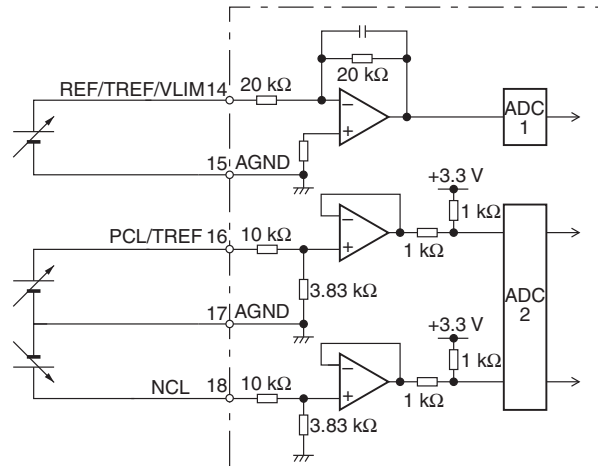 REF/TREF/VLIM 14
20 kΩ
20 kΩ
−
+
ADC
1
15 AGND
+3.3 V
1 kΩ
PCL/TREF 16
10 kΩ
−
+
1 kΩ
3.83 kΩ
ADC
2
17 AGND
+3.3 V
1 kΩ
NCL 18
10 kΩ
−
+
1 kΩ
3.83 kΩ